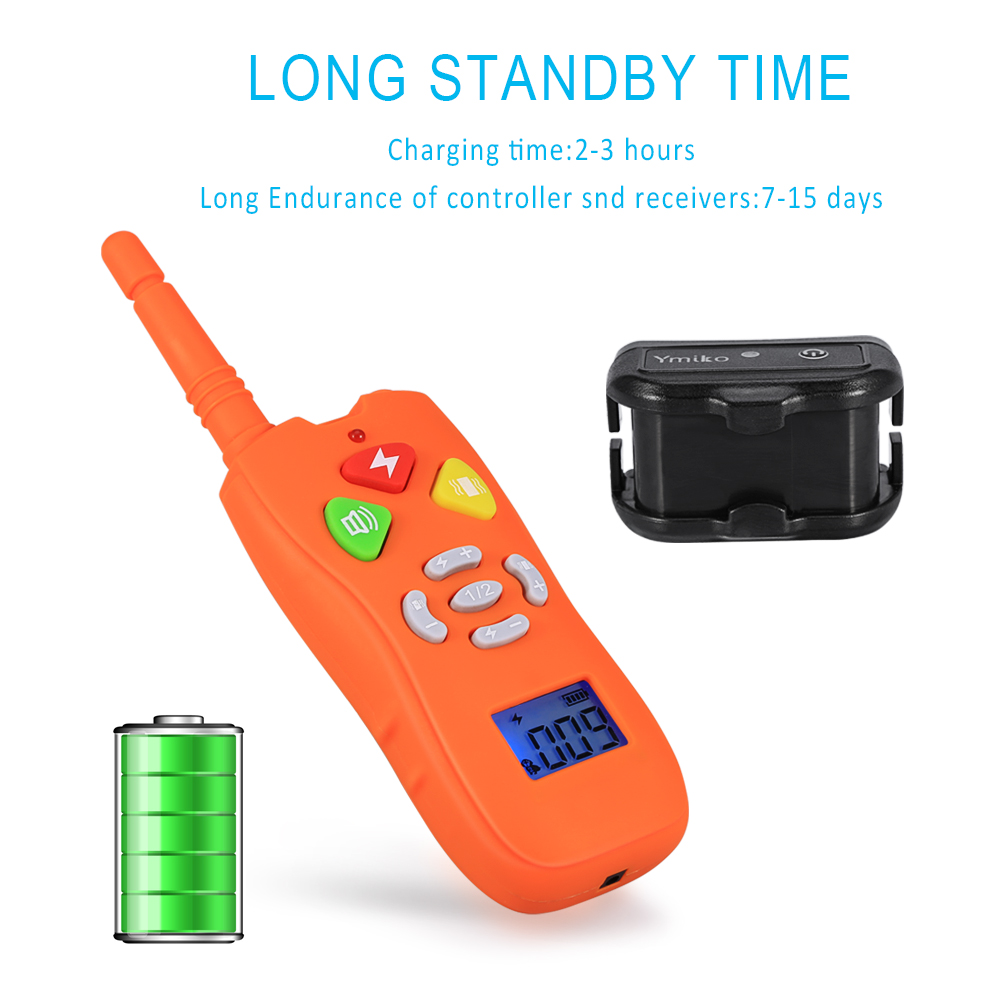 LONG STANDBY TIME
Charging time:2-3 hours
Long Endurance of controller snd receivers:7-15 days
Ymiko
+
1/2
+
−
−
009